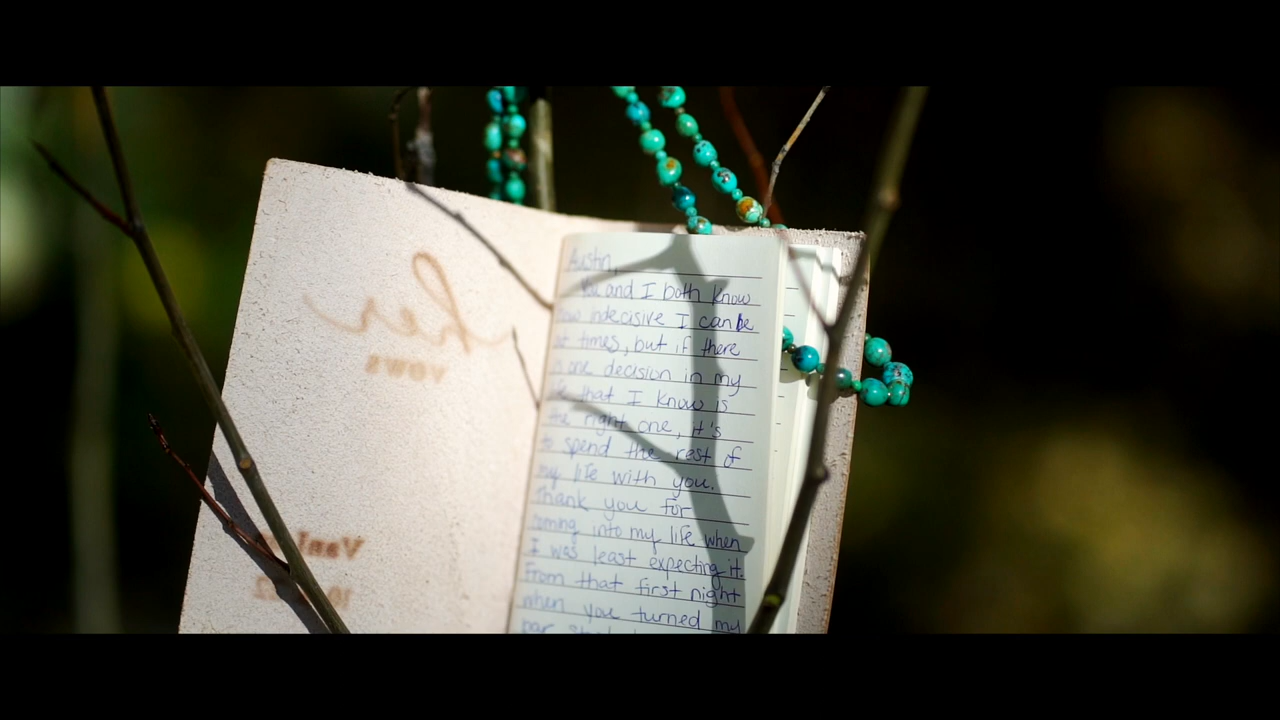 her
vows
Austin,
You and I both know
how indecisive I can be
at times, but if there
is one decision in my
life that I know is
the right one, it's
to spend the rest of
my life with you.
Thank you for
coming into my life when
I was least expecting it.
From that first night
when you turned my